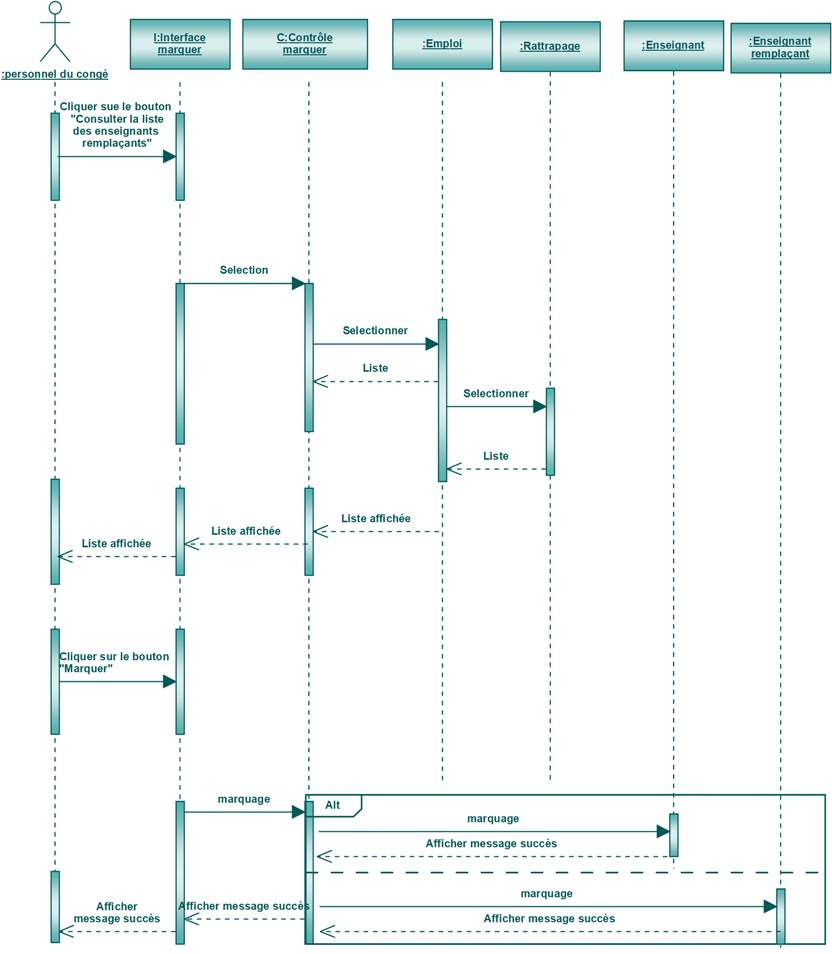 :personnel du congé
I:Interface
marquer
C:Contrôle
marquer
:Emploi
:Rattrapage
:Enseignant
:Enseignant
remplaçant
Cliquer sue le bouton
"Consulter la liste
des enseignants
remplaçants"
Selection
Selectionner
Liste
Selectionner
Liste
Liste affichée
Liste affichée
Liste affichée
Cliquer sur le bouton
"Marquer"
marquage
Alt
marquage
Afficher message succès
marquage
Afficher message succès
Afficher message succès
Afficher
message succès